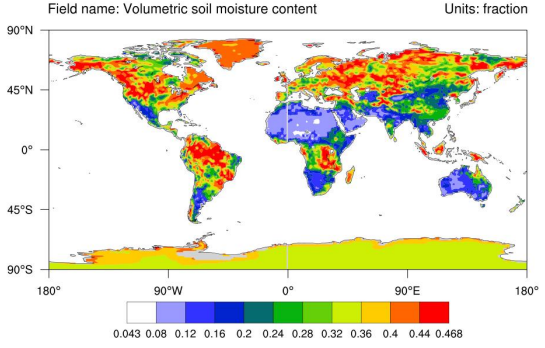 Field name: Volumetric soil moisture content Units: fraction
90°N
45°N
0°
45°S
90°S
180° 90°W 0° 90°E 180°
0.043 0.08 0.12 0.16 0.2 0.24 0.28 0.32 0.36 0.4 0.44 0.468